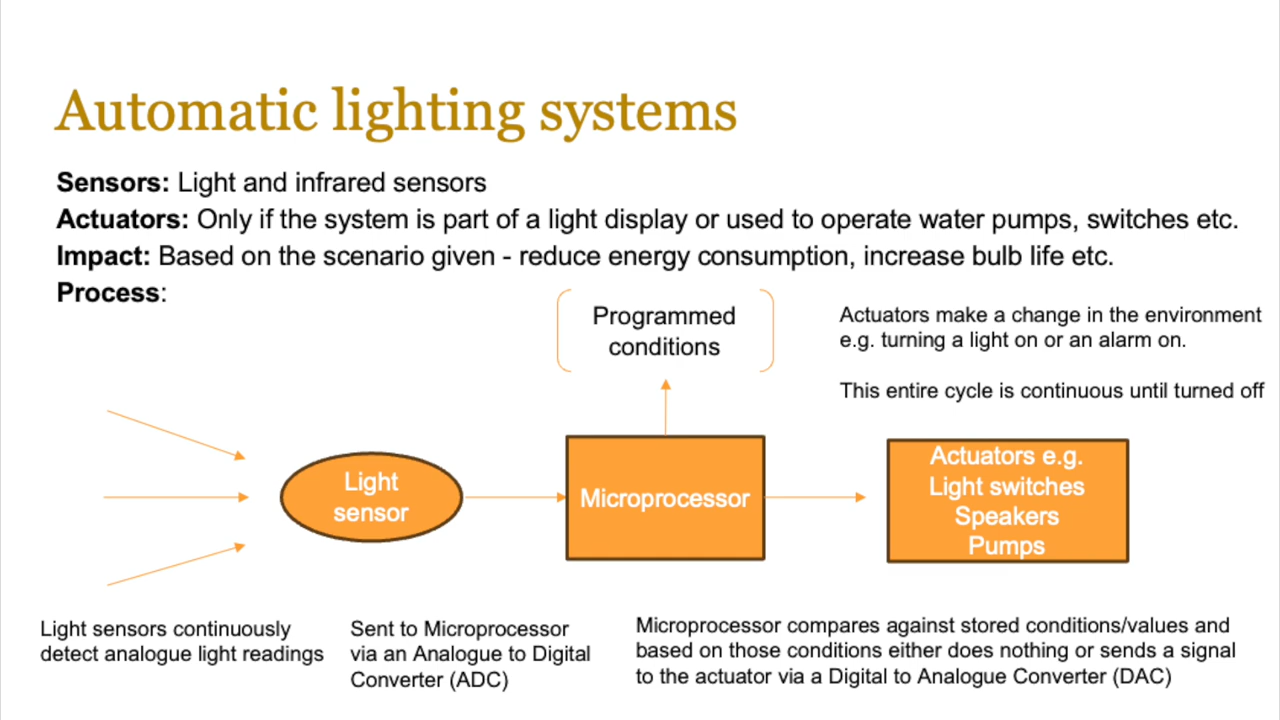 Automatic lighting systems
Sensors: Light and infrared sensors
Actuators: Only if the system is part of a light display or used to operate water pumps, switches etc.
Impact: Based on the scenario given - reduce energy consumption, increase bulb life etc.
Process:
Programmed
conditions
Actuators make a change in the environment
e.g. turning a light on or an alarm on.
This entire cycle is continuous until turned off
Light
sensor
Microprocessor
Actuators e.g.
Light switches
Speakers
Pumps
Light sensors continuously
detect analogue light readings
Sent to Microprocessor
via an Analogue to Digital
Converter (ADC)
Microprocessor compares against stored conditions/values and
based on those conditions either does nothing or sends a signal
to the actuator via a Digital to Analogue Converter (DAC)